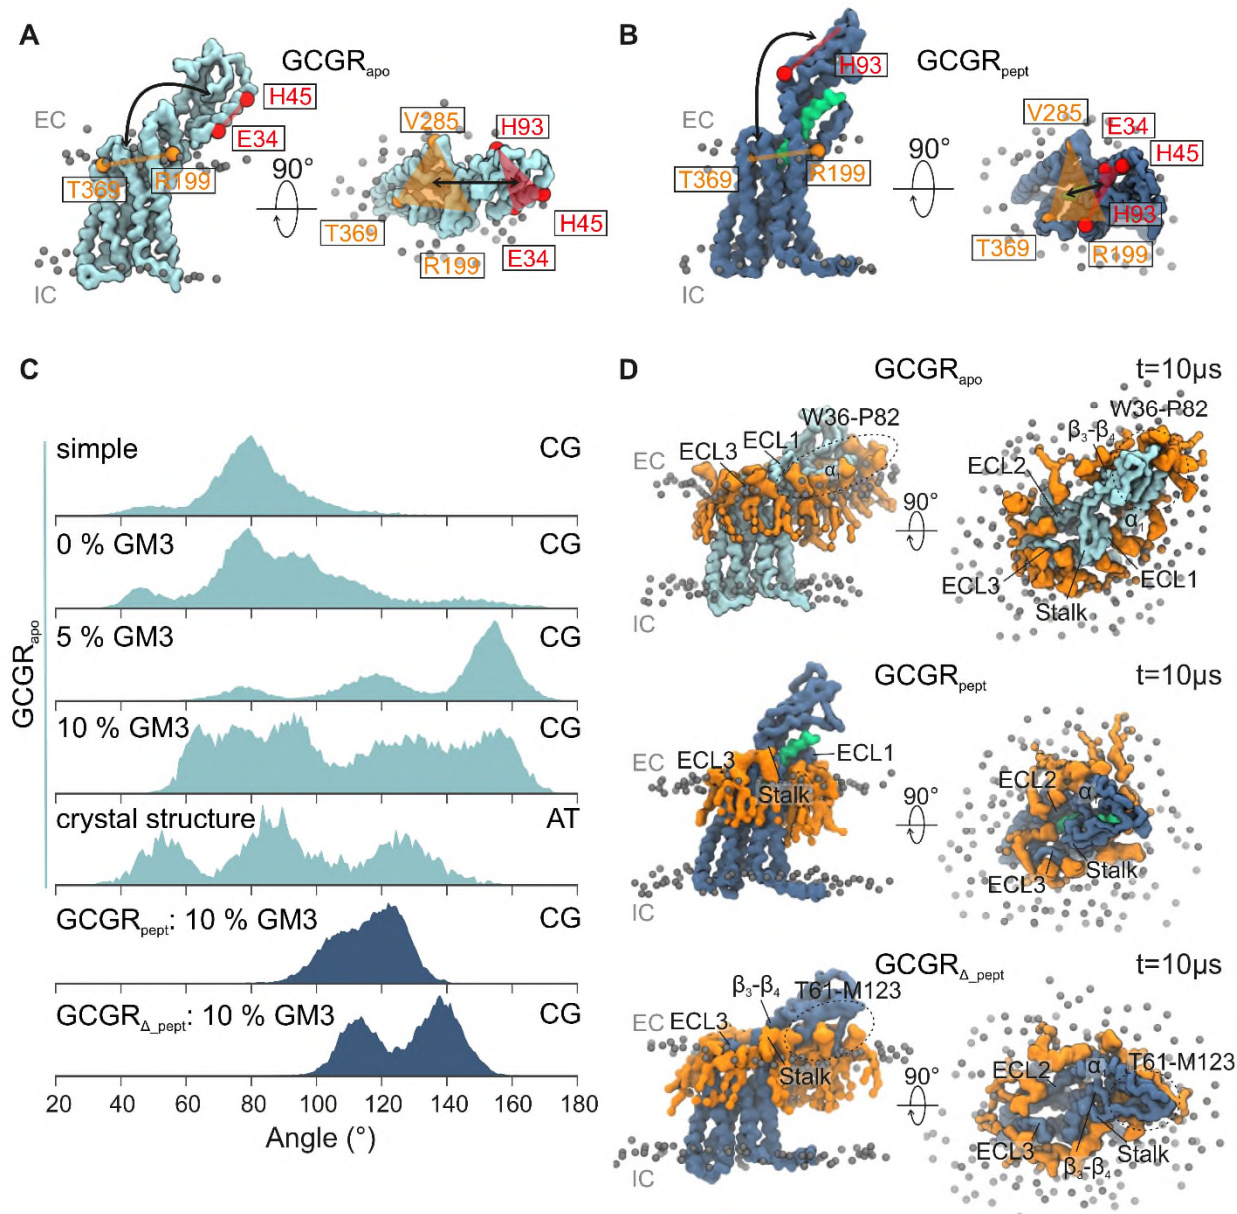 A
GCGRapo
EC
H45
E34
T369
R199
IC
90°
V285
H93
T369
R199
E34
H45
B
GCGRpept
H93
EC
T369
R199
IC
90°
E34
H45
H93
T369
R199
C
GCGRapo
simple CG
0 % GM3 CG
5 % GM3 CG
10 % GM3 CG
crystal structure AT
GCGRpept: 10 % GM3 CG
GCGRΔ_pept: 10 % GM3 CG
20 40 60 80 100 120 140 160 180
Angle (°)
D
GCGRapo t=10µs
W36-P82
ECL1
ECL3
α1
EC
IC
90°
W36-P82
β3-β4
ECL2
α1
ECL3
ECL1
Stalk
GCGRpept t=10µs
ECL3
ECL1
EC
Stalk
IC
90°
ECL2
α
Stalk
ECL3
GCGRΔ_pept t=10µs
β3-β4
T61-M123
EC
ECL3
Stalk
IC
90°
ECL2
α
T61-M123
ECL3
β3-β4
Stalk